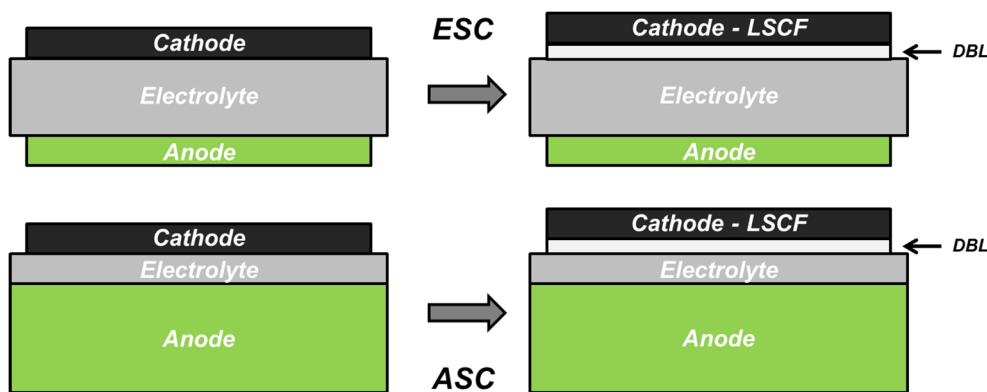 Cathode
ESC
Cathode - LSCF
DBL
Electrolyte
Electrolyte
Anode
Anode
Cathode
Cathode - LSCF
DBL
Electrolyte
Electrolyte
Anode
Anode
ASC